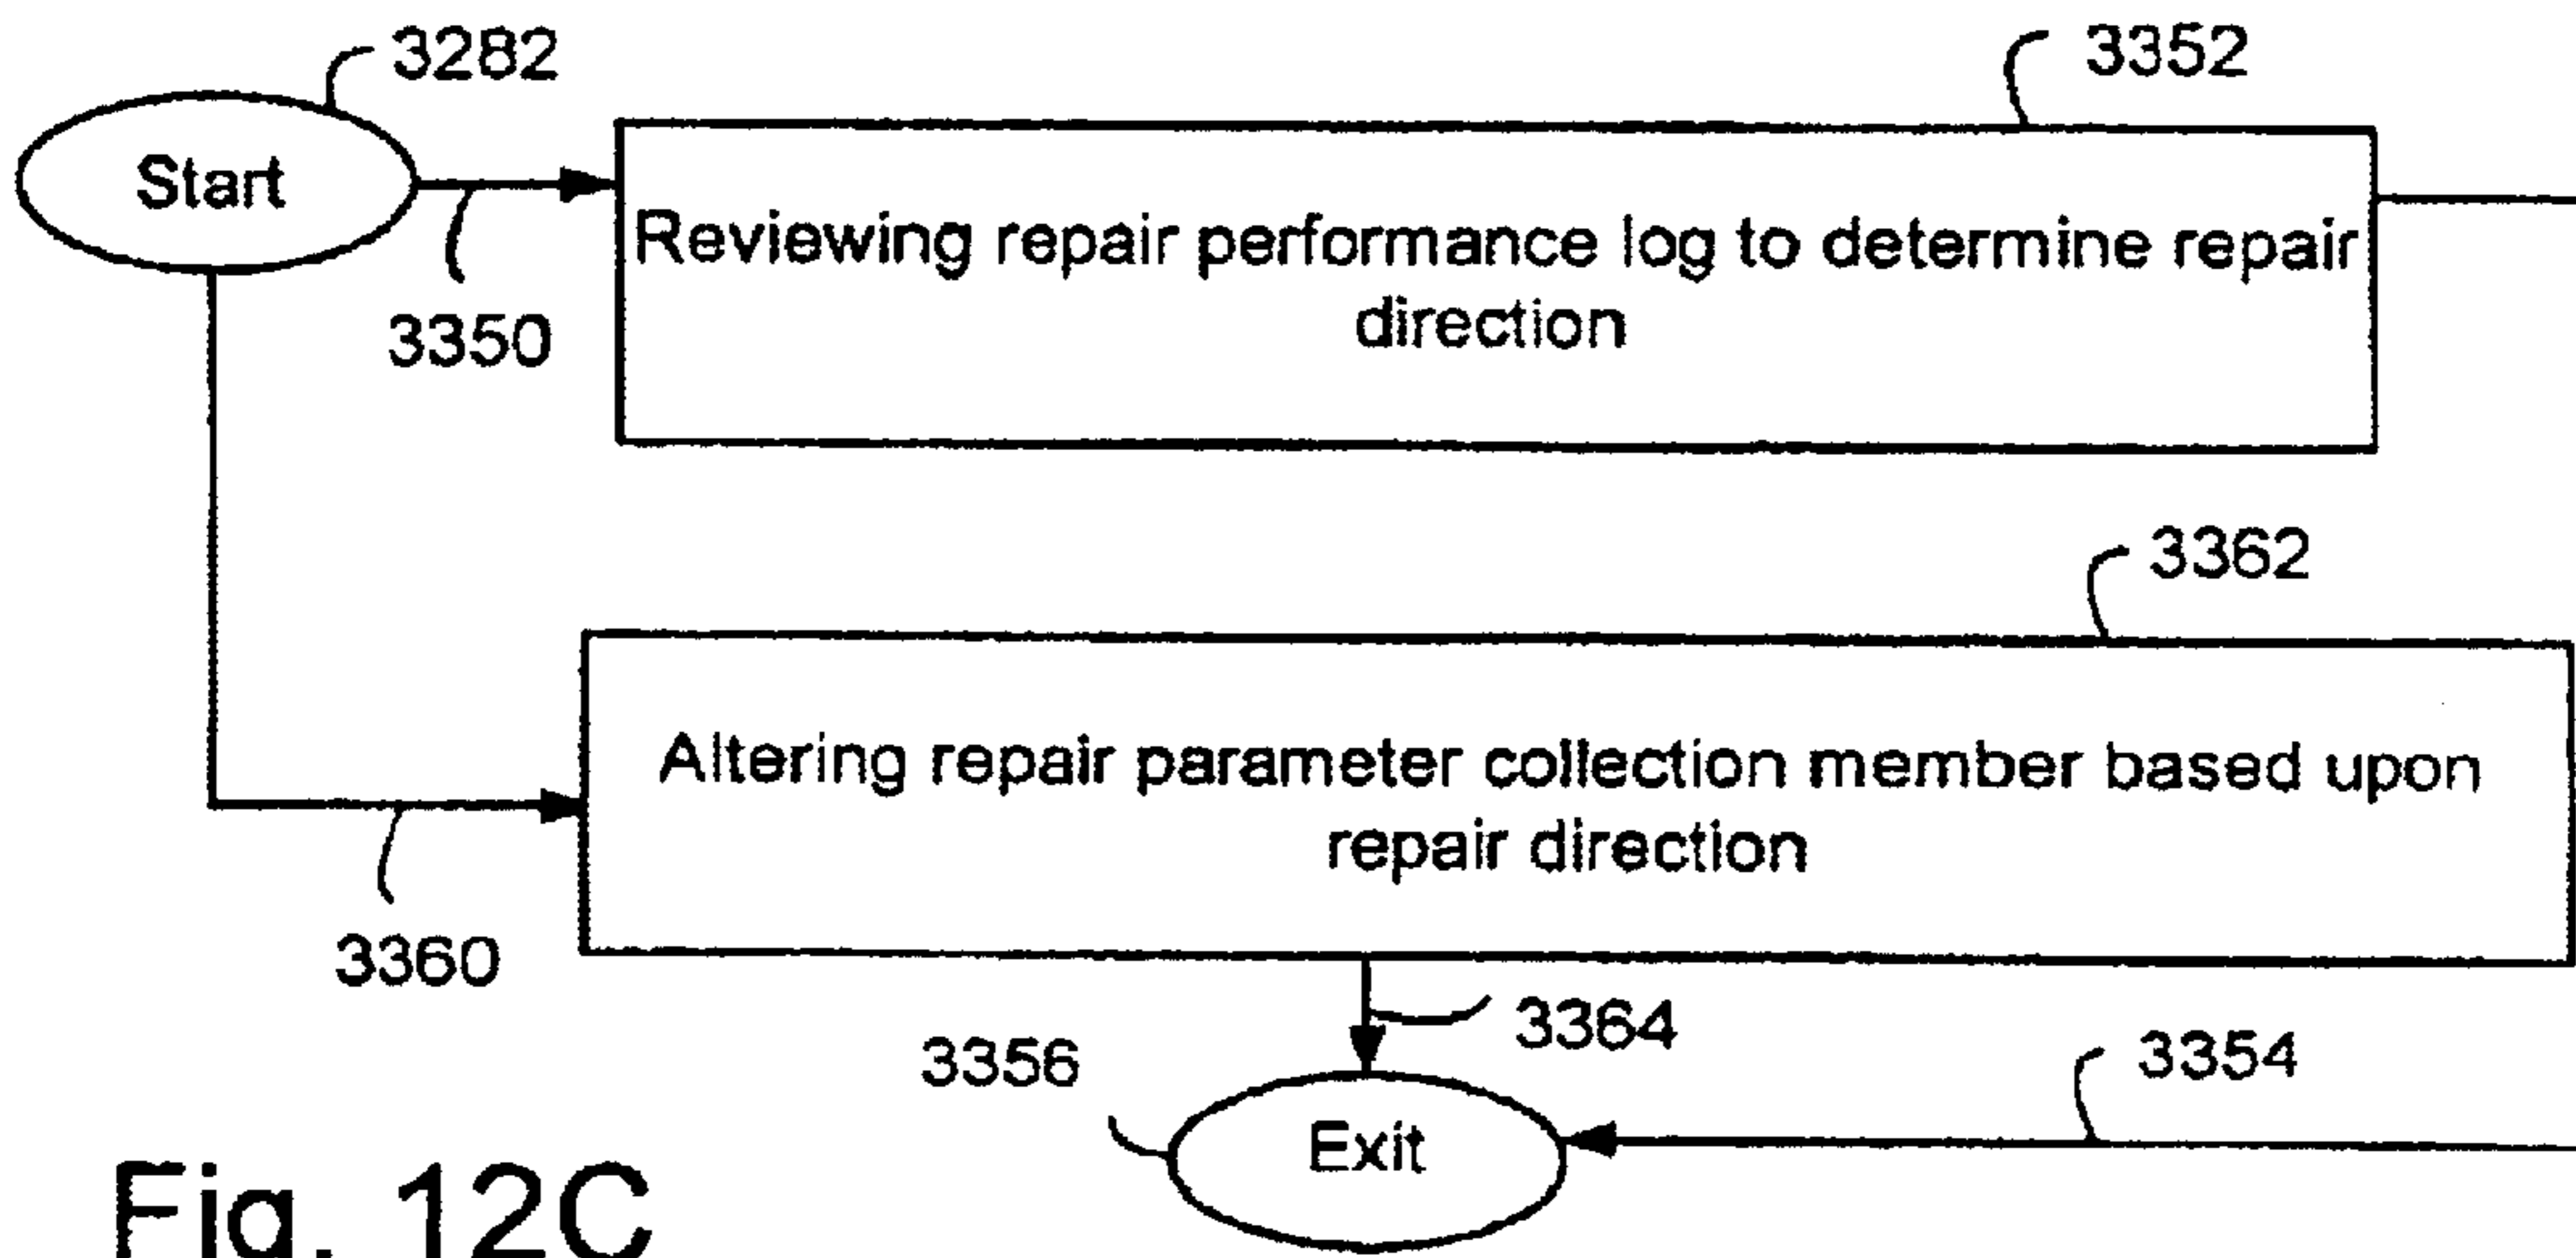 3282
3352
Start
Reviewing repair performance log to determine repair
direction
3350
3362
Altering repair parameter collection member based upon
repair direction
3360
3364
3356
3354
Exit
Fig. 12C